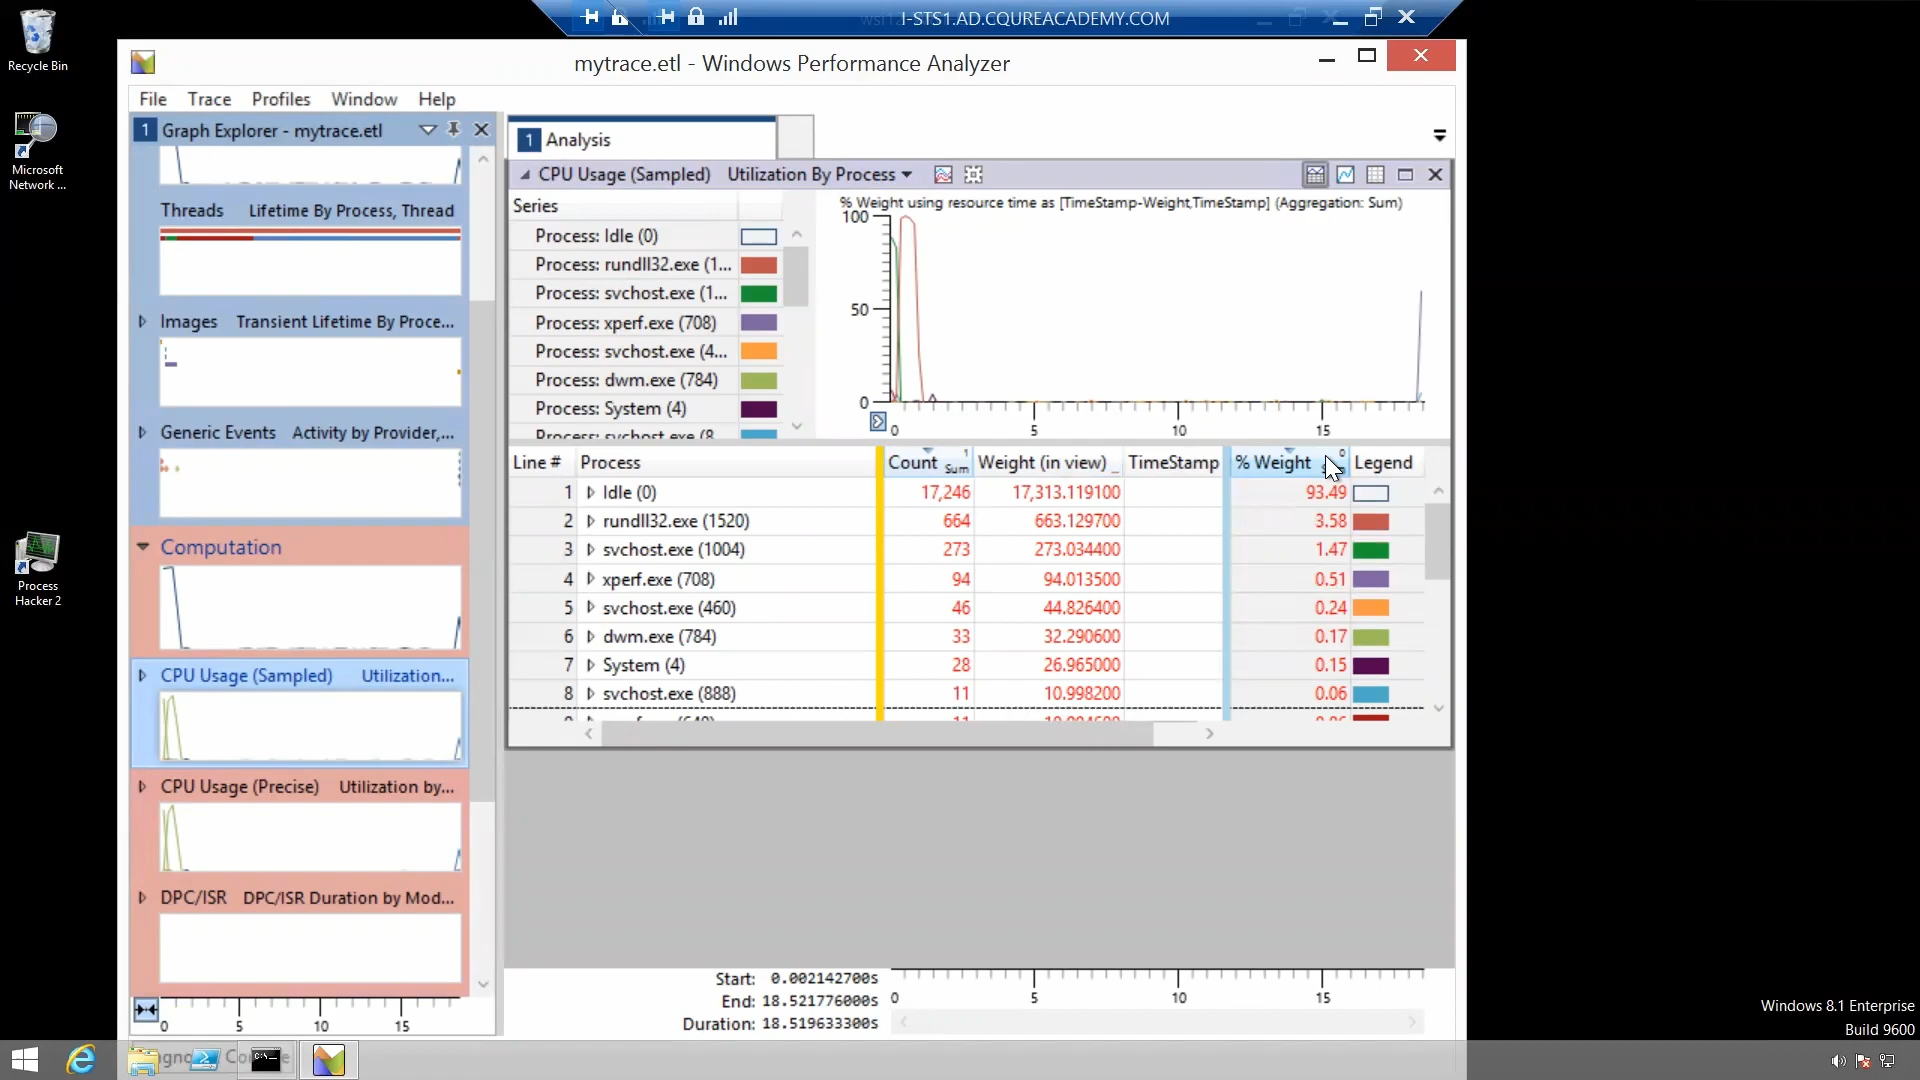 Recycle Bin
Microsoft
Network ...
Process
Hacker 2
I-STS1.AD.CQUREACADEMY.COM
mytrace.etl - Windows Performance Analyzer
File Trace Profiles Window Help
1 Graph Explorer - mytrace.etl
Threads Lifetime By Process, Thread
Images Transient Lifetime By Proce...
Generic Events Activity by Provider,...
Computation
CPU Usage (Sampled) Utilization...
CPU Usage (Precise) Utilization by...
DPC/ISR DPC/ISR Duration by Mod...
0 5 10 15
1 Analysis
CPU Usage (Sampled) Utilization By Process
Series
Process: Idle (0)
Process: rundll32.exe (1...
Process: svchost.exe (1...
Process: xperf.exe (708)
Process: svchost.exe (4...
Process: dwm.exe (784)
Process: System (4)
Process: svchost.exe (8
% Weight using resource time as [TimeStamp-Weight,TimeStamp] (Aggregation: Sum)
100
50
0
0 5 10 15
Line # Process Count 1 Sum Weight (in view) TimeStamp % Weight 0 Legend
1 Idle (0) 17,246 17,313.119100 93.49
2 rundll32.exe (1520) 664 663.129700 3.58
3 svchost.exe (1004) 273 273.034400 1.47
4 xperf.exe (708) 94 94.013500 0.51
5 svchost.exe (460) 46 44.826400 0.24
6 dwm.exe (784) 33 32.290600 0.17
7 System (4) 28 26.965000 0.15
8 svchost.exe (888) 11 10.998200 0.06
Start: 0.002142700s
End: 18.521776000s
Duration: 18.519633300s
0 5 10 15
Windows 8.1 Enterprise
Build 9600